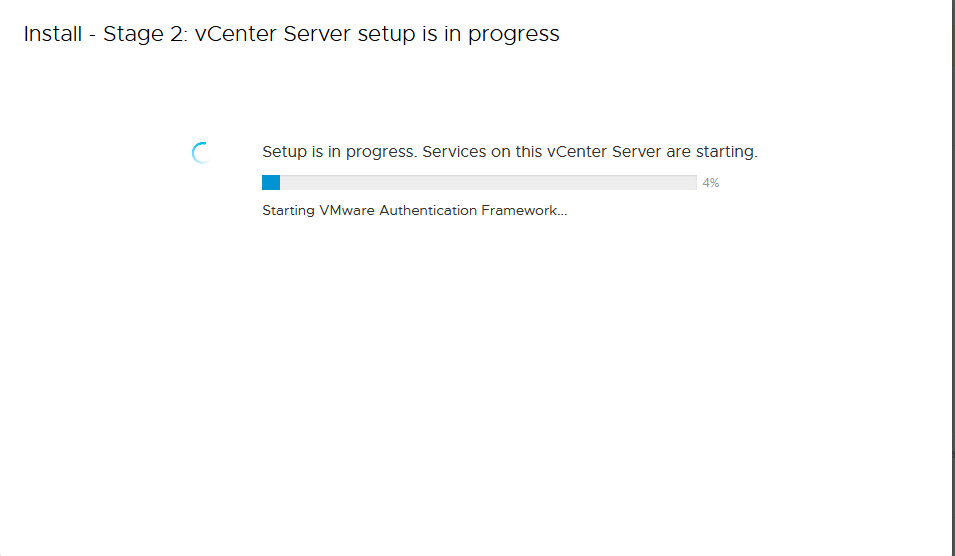 Install - Stage 2: vCenter Server setup is in progress
Setup is in progress. Services on this vCenter Server are starting.
4%
Starting VMware Authentication Framework...